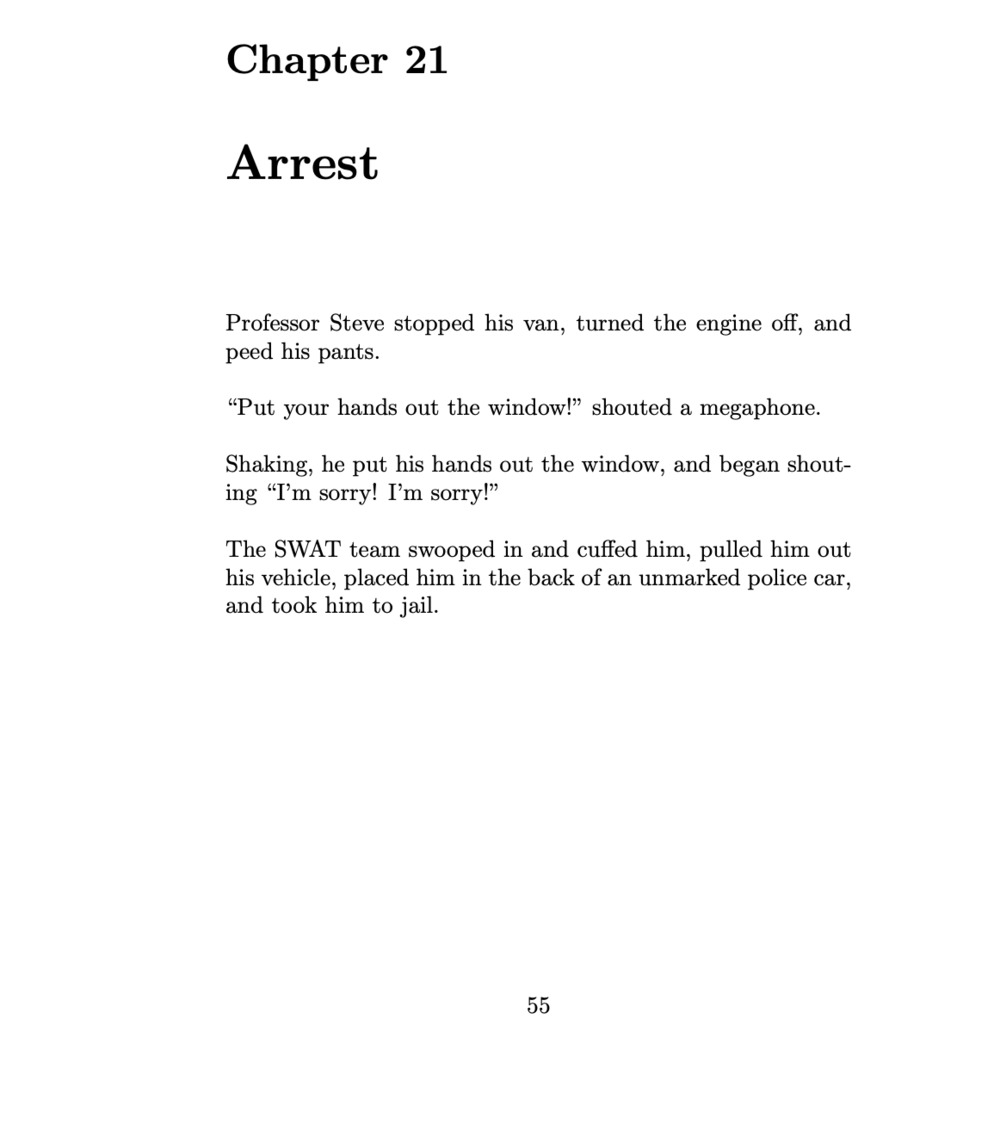 Chapter 21
Arrest
Professor Steve stopped his van, turned the engine off, and
peed his pants.
“Put your hands out the window!” shouted a megaphone.
Shaking, he put his hands out the window, and began shout-
ing “I’m sorry! I’m sorry!”
The SWAT team swooped in and cuffed him, pulled him out
his vehicle, placed him in the back of an unmarked police car,
and took him to jail.
55